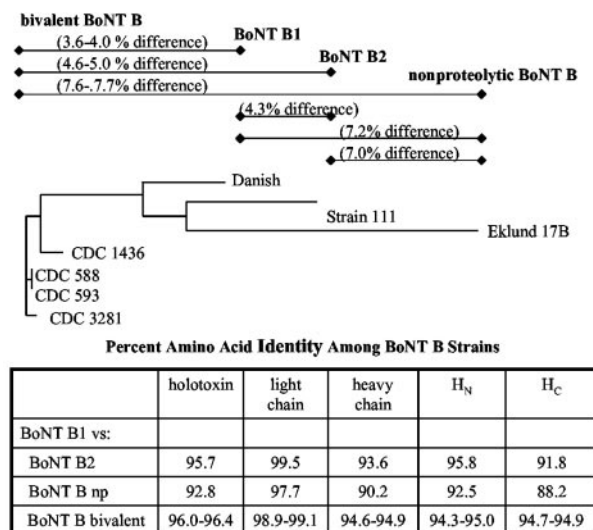 bivalent BoNT B
(3.6-4.0 % difference)
BoNT B1
(4.6-5.0 % difference)
BoNT B2
(7.6-.7.7% difference)
nonproteolytic BoNT B
(4.3% difference)
(7.2% difference)
(7.0% difference)
Danish
Strain 111
Eklund 17B
CDC 1436
CDC 588
CDC 593
CDC 3281
Percent Amino Acid Identity Among BoNT B Strains
holotoxin light chain heavy chain HN HC
BoNT B1 vs:
BoNT B2 95.7 99.5 93.6 95.8 91.8
BoNT B np 92.8 97.7 90.2 92.5 88.2
BoNT B bivalent 96.0-96.4 98.9-99.1 94.6-94.9 94.3-95.0 94.7-94.9